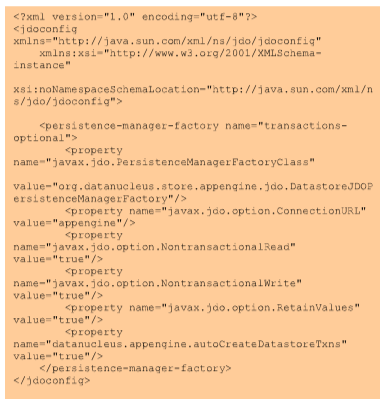 <?xml version="1.0" encoding="utf-8"?>
<jdoconfig
xmlns="http://java.sun.com/xml/ns/jdo/jdoconfig"
    xmlns:xsi="http://www.w3.org/2001/XMLSchema-
instance"

xsi:noNamespaceSchemaLocation="http://java.sun.com/xml/n
s/jdo/jdoconfig">

    <persistence-manager-factory name="transactions-
optional">
        <property
name="javax.jdo.PersistenceManagerFactoryClass"

value="org.datanucleus.store.appengine.jdo.DatastoreJDOP
ersistenceManagerFactory"/>
        <property name="javax.jdo.option.ConnectionURL"
value="appengine"/>
        <property
name="javax.jdo.option.NontransactionalRead"
value="true"/>
        <property
name="javax.jdo.option.NontransactionalWrite"
value="true"/>
        <property name="javax.jdo.option.RetainValues"
value="true"/>
        <property
name="datanucleus.appengine.autoCreateDatastoreTxns"
value="true"/>
    </persistence-manager-factory>
</jdoconfig>